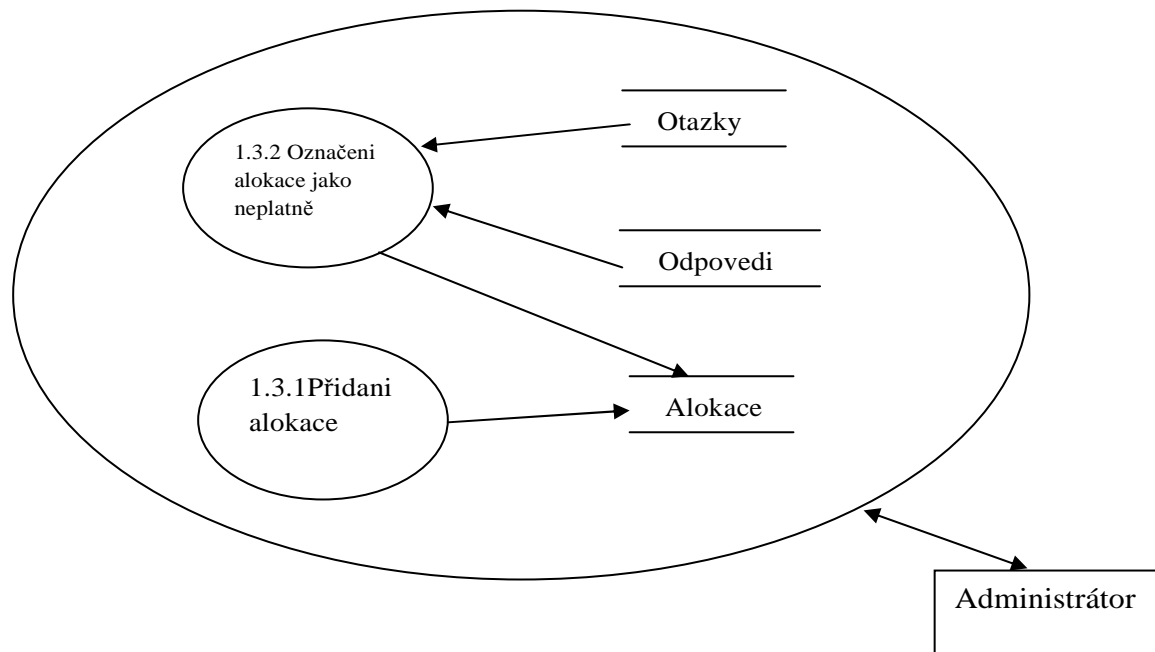 Otazky
1.3.2 Označeni
alokace jako
neplatně
Odpovedi
1.3.1Přidani
alokace
Alokace
Administrátor